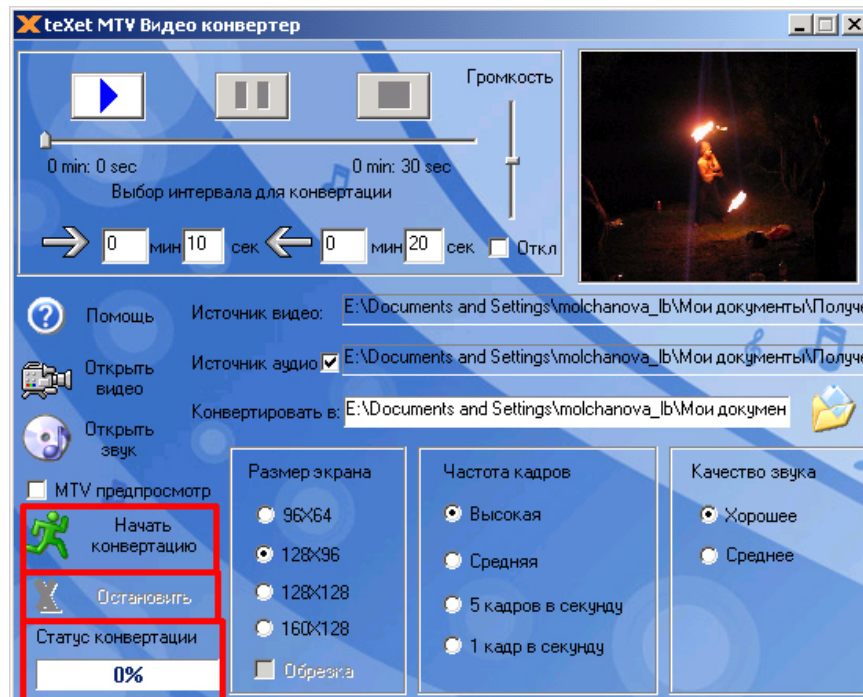 teXet MTV Видео конвертер
Громкость
0 min: 0 sec
0 min: 30 sec
Выбор интервала для конвертации
0 мин 10 сек 0 мин 20 сек Откл
Помощь
Источник видео: E:\Documents and Settings\molchanova_lb\Мои документы\Получе
Открыть
видео
Источник аудио E:\Documents and Settings\molchanova_lb\Мои документы\Получе
Конвертировать в: E:\Documents and Settings\molchanova_lb\Мои докумен
Открыть
звук
MTV предпросмотр
Начать
конвертацию
Остановить
Статус конвертации
0%
Размер экрана
96X64
128X96
128X128
160X128
Обрезка
Частота кадров
Высокая
Средняя
5 кадров в секунду
1 кадр в секунду
Качество звука
Хорошее
Среднее